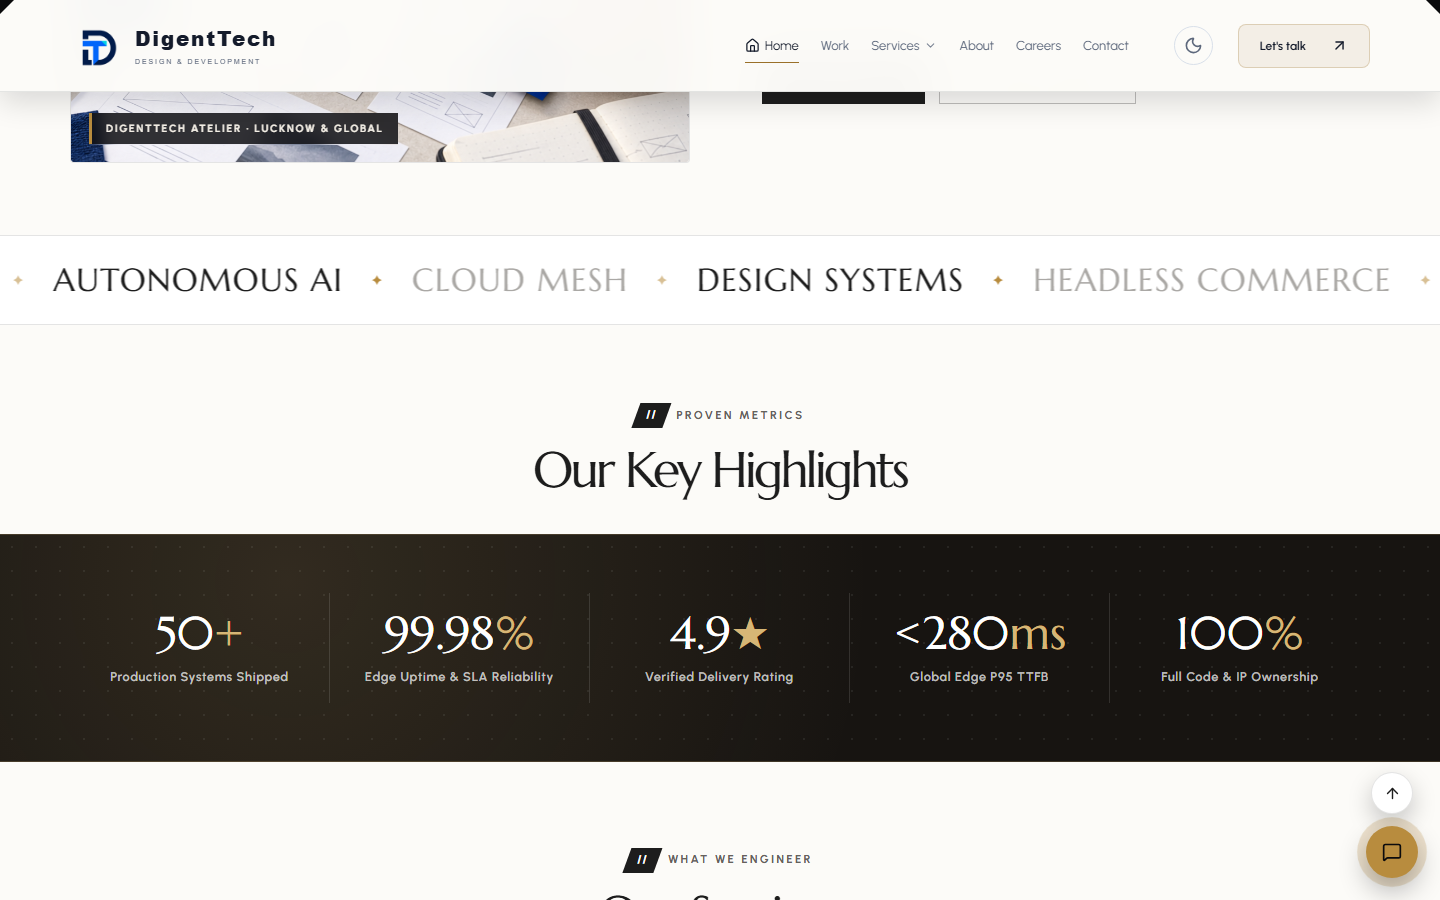 DigentTech
DESIGN & DEVELOPMENT
Home
Work
Services
About
Careers
Contact
Let's talk
DIGENTTECH ATELIER · LUCKNOW & GLOBAL
AUTONOMOUS AI ✦ CLOUD MESH ✦ DESIGN SYSTEMS ✦ HEADLESS COMMERCE
// PROVEN METRICS
Our Key Highlights
50+
Production Systems Shipped
99.98%
Edge Uptime & SLA Reliability
4.9★
Verified Delivery Rating
<280ms
Global Edge P95 TTFB
100%
Full Code & IP Ownership
// WHAT WE ENGINEER